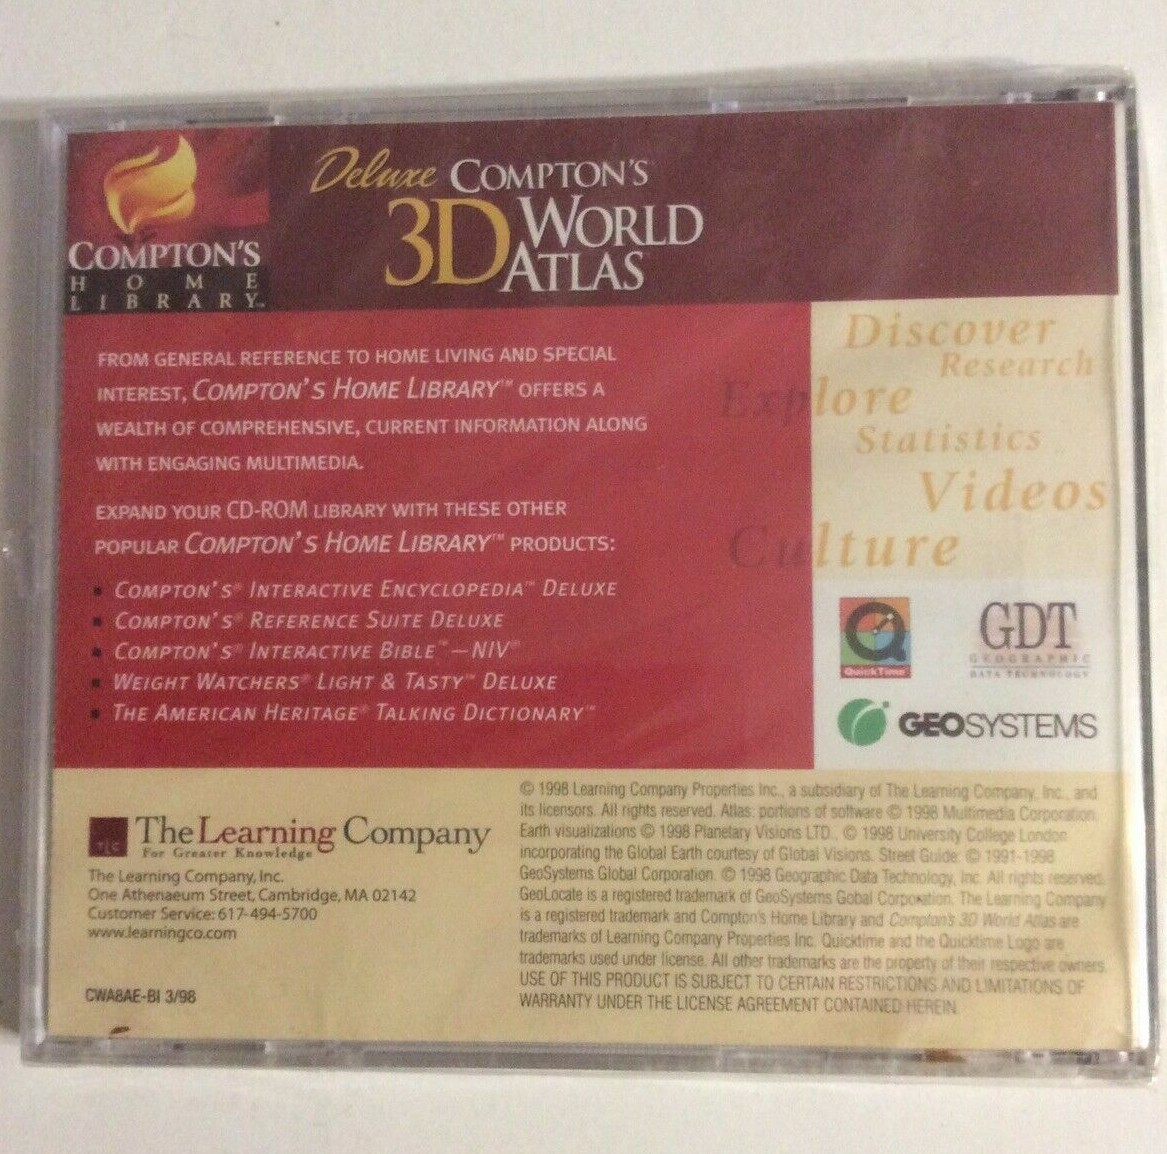 Deluxe COMPTON'S
3D WORLD
ATLAS
COMPTON'S
HOME
LIBRARY™
FROM GENERAL REFERENCE TO HOME LIVING AND SPECIAL
INTEREST, COMPTON'S HOME LIBRARY™ OFFERS A
WEALTH OF COMPREHENSIVE, CURRENT INFORMATION ALONG
WITH ENGAGING MULTIMEDIA.
EXPAND YOUR CD-ROM LIBRARY WITH THESE OTHER
POPULAR COMPTON'S HOME LIBRARY™ PRODUCTS:
▪ COMPTON'S® INTERACTIVE ENCYCLOPEDIA™ DELUXE
▪ COMPTON'S® REFERENCE SUITE DELUXE
▪ COMPTON'S® INTERACTIVE BIBLE™—NIV®
▪ WEIGHT WATCHERS® LIGHT & TASTY™ DELUXE
▪ THE AMERICAN HERITAGE® TALKING DICTIONARY™
Discover
Research
Explore
Statistics
Videos
Culture
QuickTime™
GDT
GEOGRAPHIC
DATA TECHNOLOGY
GEOSYSTEMS
TLC
The Learning Company
For Greater Knowledge
The Learning Company, Inc.
One Athenaeum Street, Cambridge, MA 02142
Customer Service: 617-494-5700
www.learningco.com
CWA8AE-BI 3/98
© 1998 Learning Company Properties Inc., a subsidiary of The Learning Company, Inc., and
its licensors. All rights reserved. Atlas: portions of software © 1998 Multimedia Corporation.
Earth visualizations © 1998 Planetary Visions LTD., © 1998 University College London
incorporating the Global Earth courtesy of Global Visions. Street Guide: © 1991-1998
GeoSystems Global Corporation. © 1998 Geographic Data Technology, Inc. All rights reserved.
GeoLocate is a registered trademark of GeoSystems Gobal Corporation. The Learning Company
is a registered trademark and Compton's Home Library and Compton's 3D World Atlas are
trademarks of Learning Company Properties Inc. Quicktime and the Quicktime Logo are
trademarks used under license. All other trademarks are the property of their respective owners.
USE OF THIS PRODUCT IS SUBJECT TO CERTAIN RESTRICTIONS AND LIMITATIONS OF
WARRANTY UNDER THE LICENSE AGREEMENT CONTAINED HEREIN.